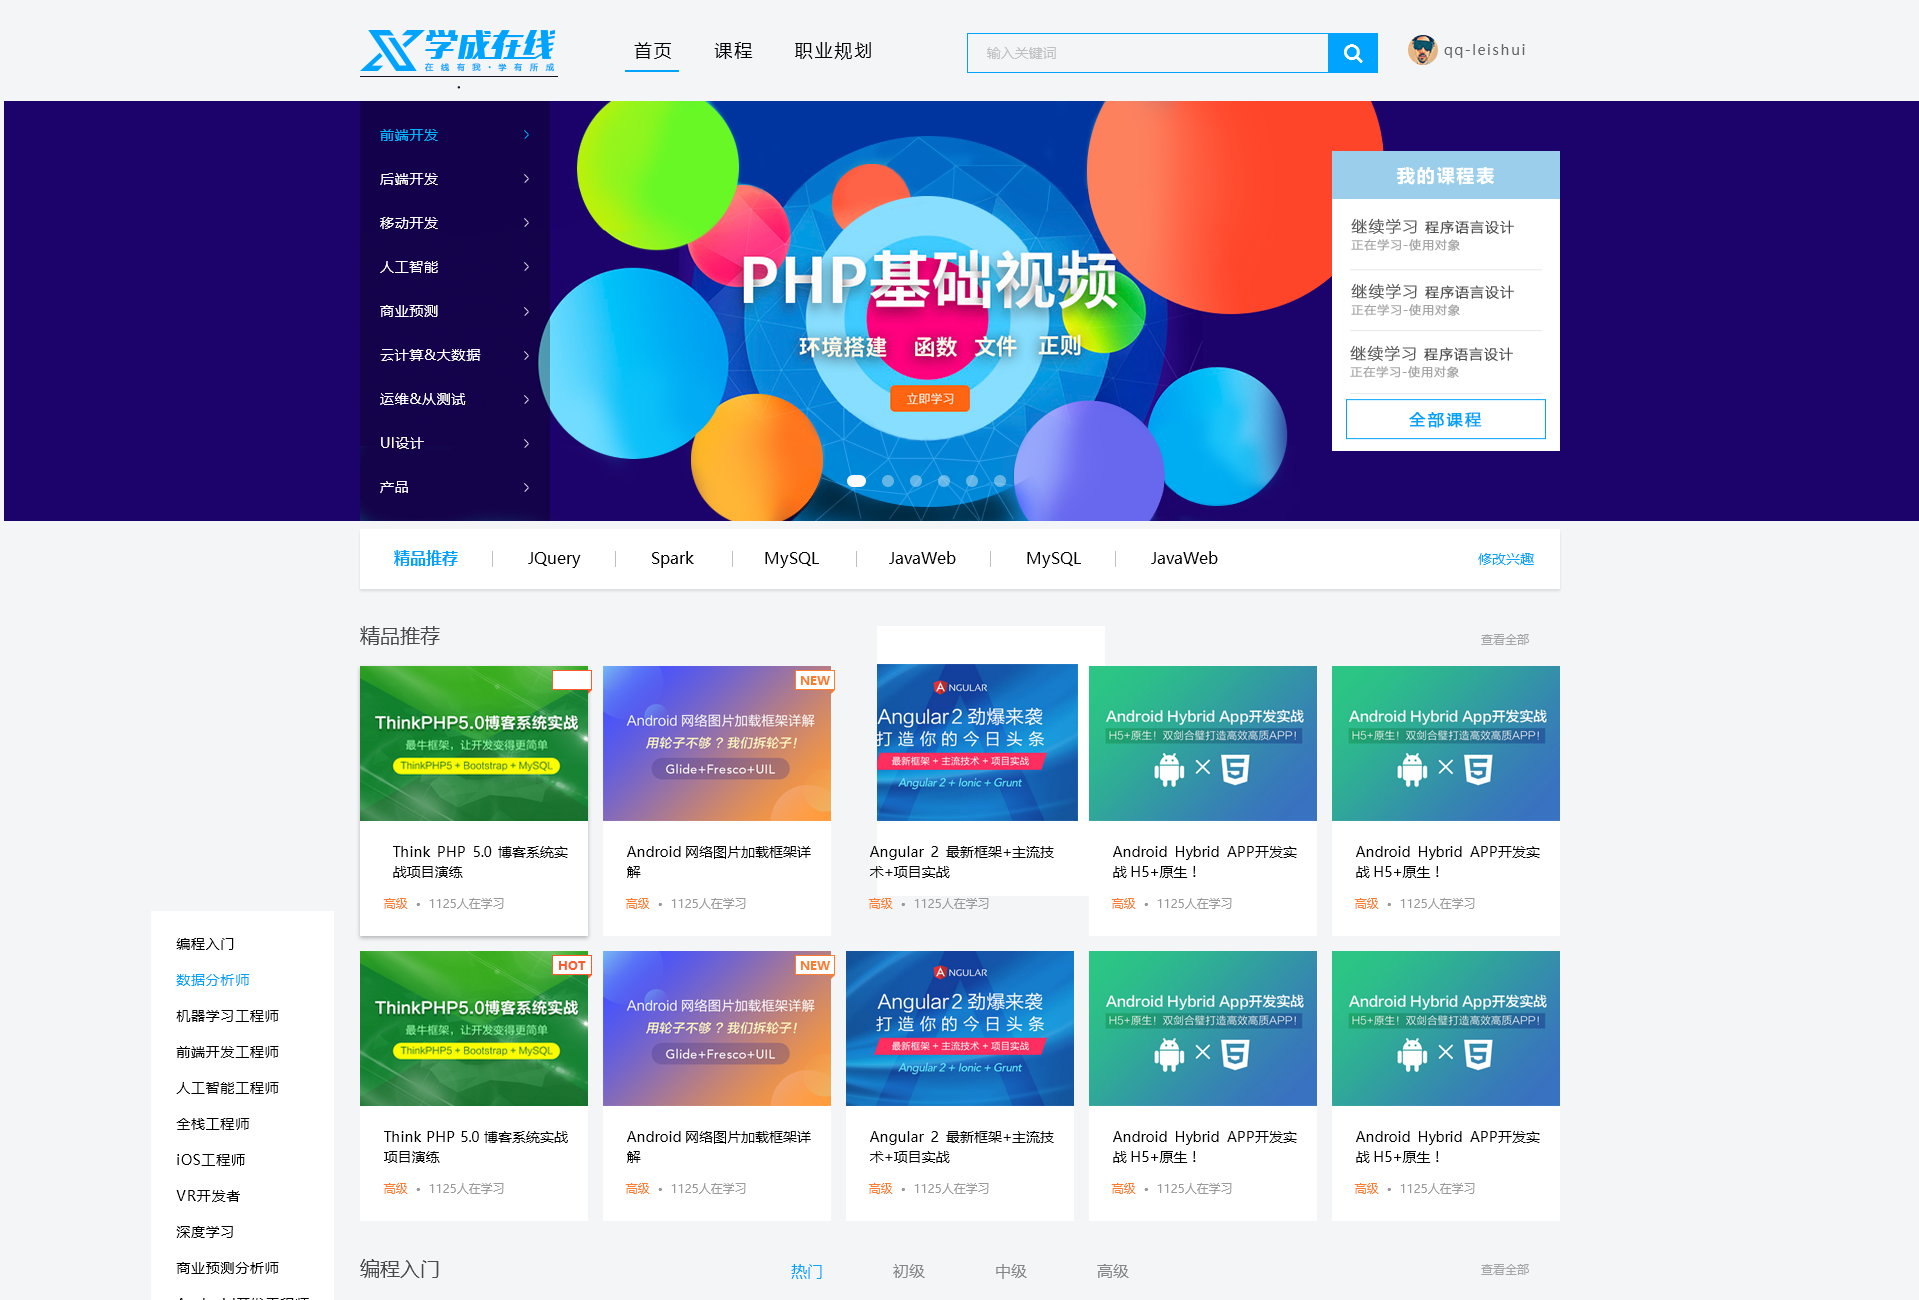 学成在线
在线有我·学有所成
首页 课程 职业规划
输入关键词
qq-leishui
前端开发
后端开发
移动开发
人工智能
商业预测
云计算&大数据
运维&从测试
UI设计
产品
PHP基础视频
环境搭建 函数 文件 正则
立即学习
我的课程表
继续学习 程序语言设计
正在学习-使用对象
继续学习 程序语言设计
正在学习-使用对象
继续学习 程序语言设计
正在学习-使用对象
全部课程
精品推荐 JQuery Spark MySQL JavaWeb MySQL JavaWeb 修改兴趣
精品推荐 查看全部
ThinkPHP5.0博客系统实战
最牛框架，让开发变得更简单
ThinkPHP5 + Bootstrap + MySQL
Think PHP 5.0 博客系统实
战项目演练
高级 • 1125人在学习
NEW
Android 网络图片加载框架详解
用轮子不够？我们拆轮子！
Glide+Fresco+UIL
Android 网络图片加载框架详
解
高级 • 1125人在学习
ANGULAR
Angular2 劲爆来袭
打造你的今日头条
最新框架 + 主流技术 + 项目实战
Angular 2 + Ionic + Grunt
Angular 2 最新框架+主流技
术+项目实战
高级 • 1125人在学习
Android Hybrid App开发实战
H5+原生！双剑合璧打造高效高质APP！
Android Hybrid APP开发实
战 H5+原生！
高级 • 1125人在学习
Android Hybrid App开发实战
H5+原生！双剑合璧打造高效高质APP！
Android Hybrid APP开发实
战 H5+原生！
高级 • 1125人在学习
HOT
ThinkPHP5.0博客系统实战
最牛框架，让开发变得更简单
ThinkPHP5 + Bootstrap + MySQL
Think PHP 5.0 博客系统实战
项目演练
高级 • 1125人在学习
NEW
Android 网络图片加载框架详解
用轮子不够？我们拆轮子！
Glide+Fresco+UIL
Android 网络图片加载框架详
解
高级 • 1125人在学习
ANGULAR
Angular2 劲爆来袭
打造你的今日头条
最新框架 + 主流技术 + 项目实战
Angular 2 + Ionic + Grunt
Angular 2 最新框架+主流技
术+项目实战
高级 • 1125人在学习
Android Hybrid App开发实战
H5+原生！双剑合璧打造高效高质APP！
Android Hybrid APP开发实
战 H5+原生！
高级 • 1125人在学习
Android Hybrid App开发实战
H5+原生！双剑合璧打造高效高质APP！
Android Hybrid APP开发实
战 H5+原生！
高级 • 1125人在学习
编程入门
数据分析师
机器学习工程师
前端开发工程师
人工智能工程师
全栈工程师
iOS工程师
VR开发者
深度学习
商业预测分析师
编程入门 热门 初级 中级 高级 查看全部